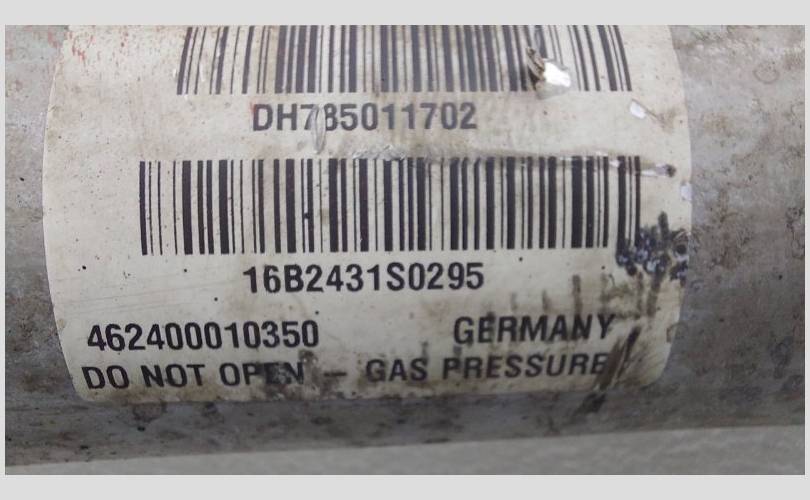 DH785011702
16B2431S0295
462400010350 GERMANY
DO NOT OPEN - GAS PRESSURE